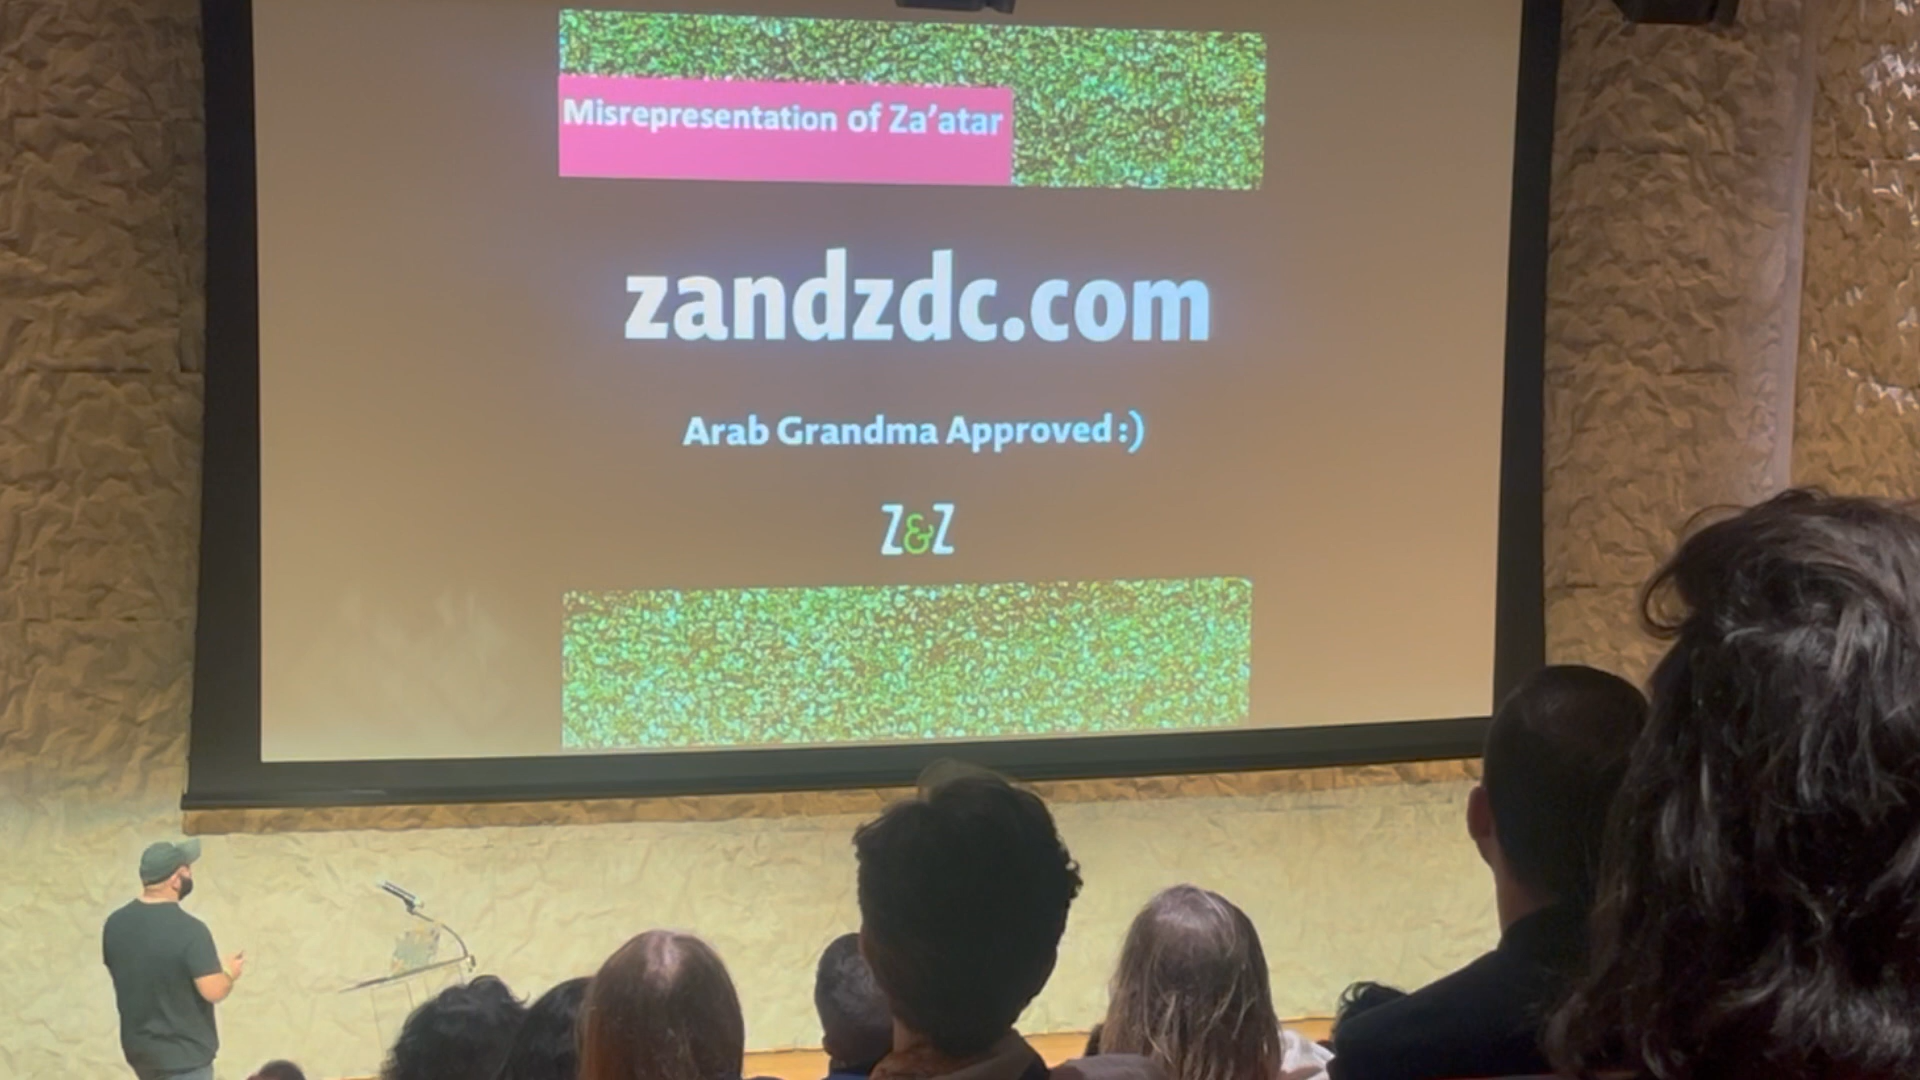 Misrepresentation of Za’atar
zandzdc.com
Arab Grandma Approved :)
Z&Z